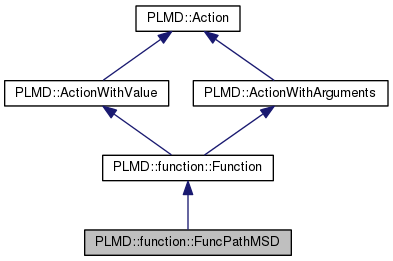 PLMD::Action
PLMD::ActionWithValue
PLMD::ActionWithArguments
PLMD::function::Function
PLMD::function::FuncPathMSD